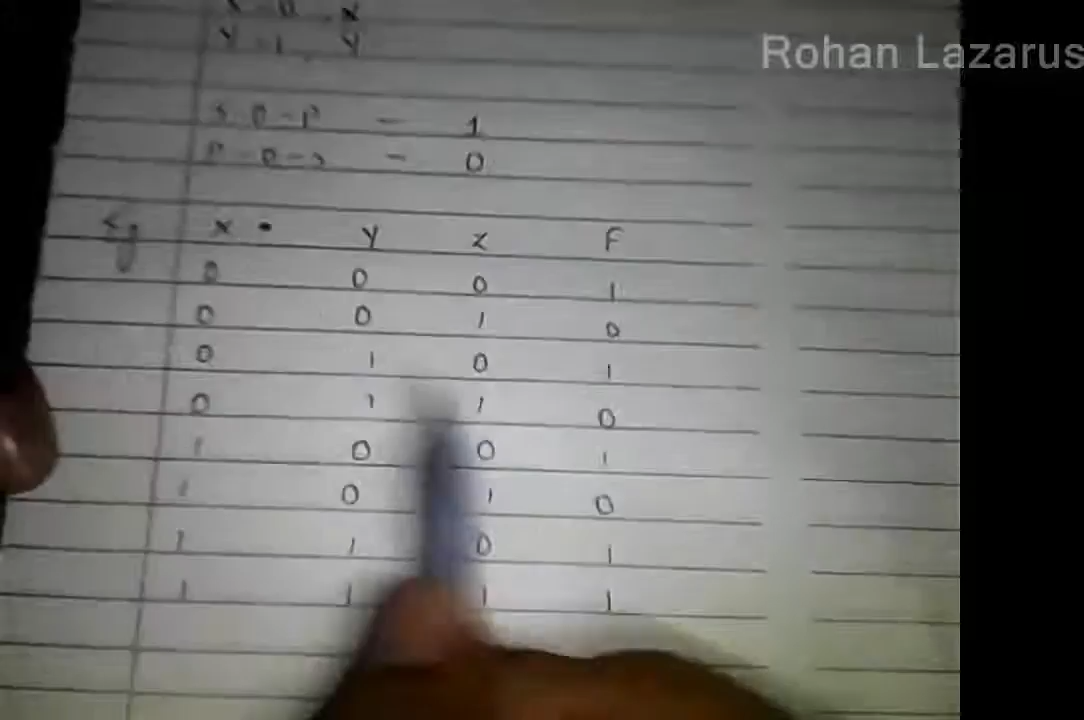 Rohan Lazarus
Y - 1 Y
S-O-P - 1
P-O-S - 0
X Y Z F
0 0 0 1
0 0 1 0
0 1 0 1
0 1 1 0
1 0 0 1
1 0 1 0
1 1 0 1
1 1 1 1